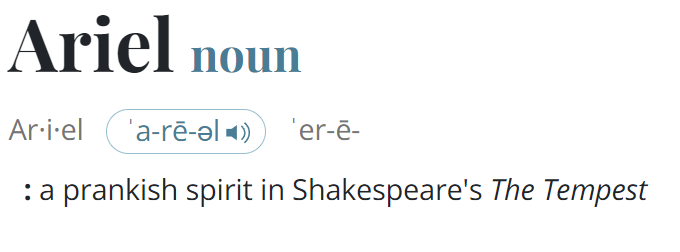 Ariel noun
Ar·i·el ˈa-rē-əl ˈer-ē-
: a prankish spirit in Shakespeare's The Tempest